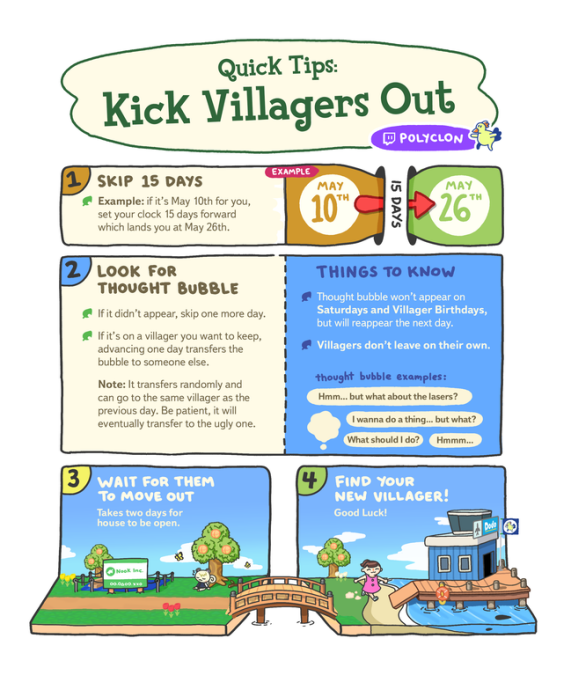 Quick Tips:
Kick Villagers Out
POLYCLON
1 SKIP 15 DAYS
Example: if it's May 10th for you,
set your clock 15 days forward
which lands you at May 26th.
EXAMPLE
MAY
10TH
15 DAYS
MAY
26TH
2 LOOK FOR
THOUGHT BUBBLE
If it didn't appear, skip one more day.
If it's on a villager you want to keep,
advancing one day transfers the
bubble to someone else.
Note: It transfers randomly and
can go to the same villager as the
previous day. Be patient, it will
eventually transfer to the ugly one.
THINGS TO KNOW
Thought bubble won't appear on
Saturdays and Villager Birthdays,
but will reappear the next day.
Villagers don't leave on their own.
thought bubble examples:
Hmm... but what about the lasers?
I wanna do a thing... but what?
What should I do?
Hmmm...
3 WAIT FOR THEM
TO MOVE OUT
Takes two days for
house to be open.
Nook Inc.
4 FIND YOUR
NEW VILLAGER!
Good Luck!
Dodo